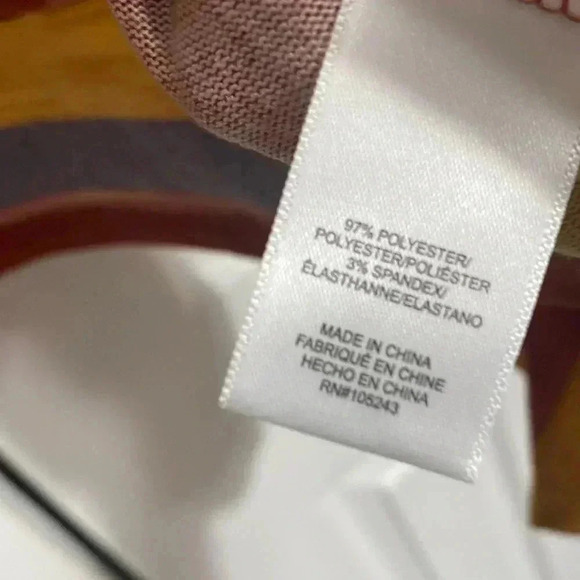 97% POLYESTER/
POLYESTER/POLIÉSTER
3% SPANDEX/
ÉLASTHANNE/ELASTANO
MADE IN CHINA
FABRIQUÉ EN CHINE
HECHO EN CHINA
RN#105243